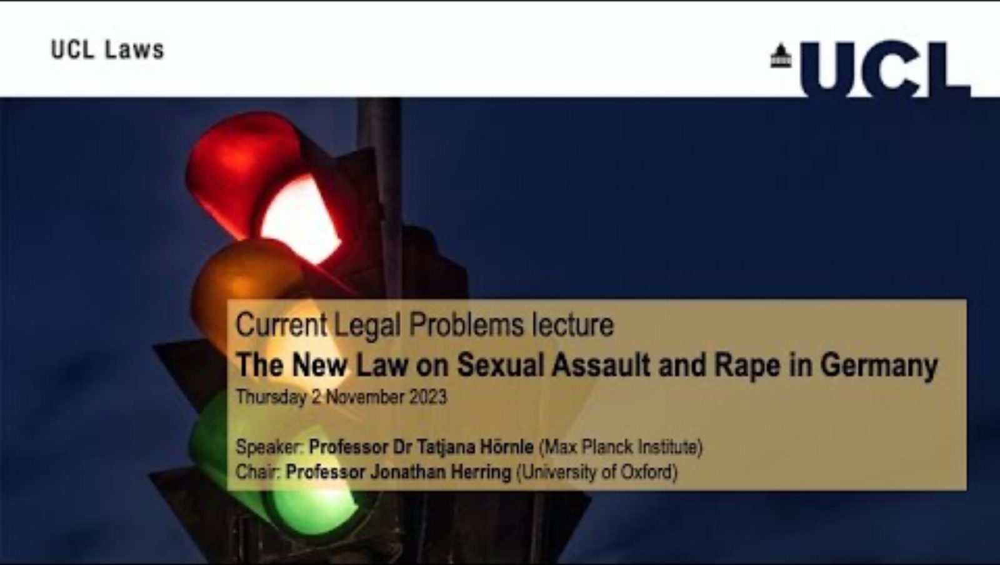 UCL Laws
UCL
Current Legal Problems lecture
The New Law on Sexual Assault and Rape in Germany
Thursday 2 November 2023
Speaker: Professor Dr Tatjana Hörnle (Max Planck Institute)
Chair: Professor Jonathan Herring (University of Oxford)